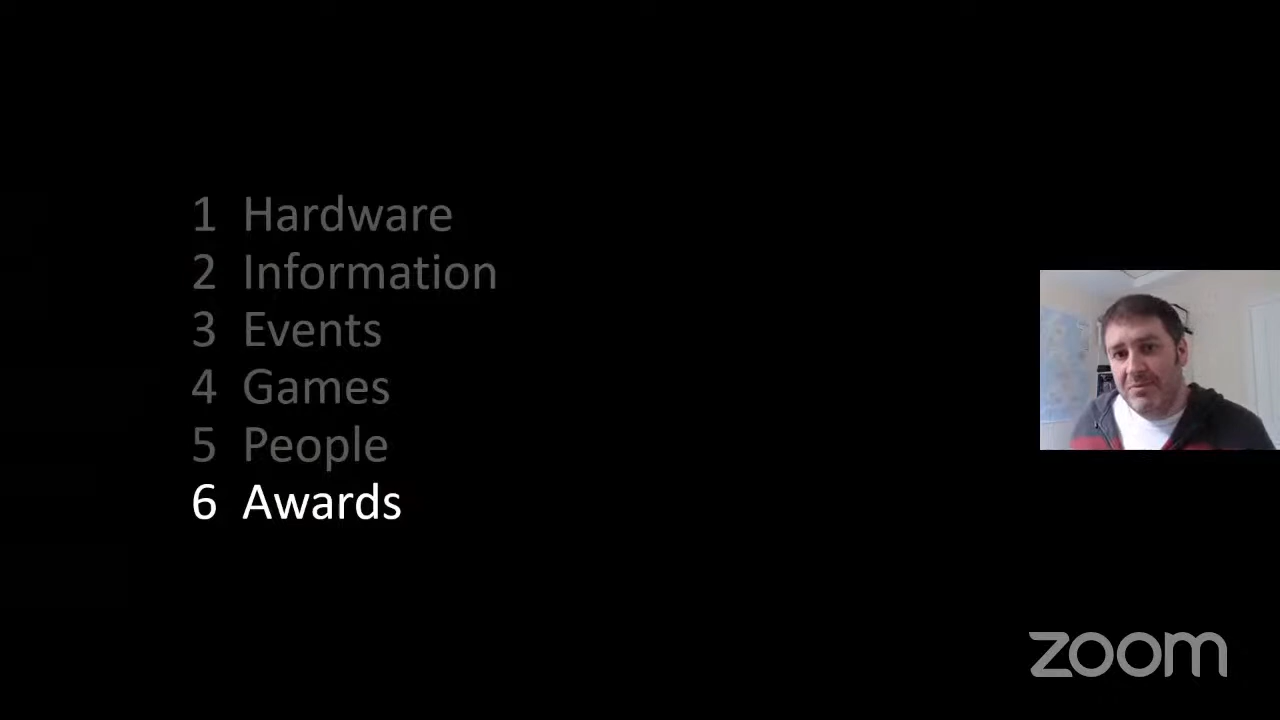 1 Hardware
2 Information
3 Events
4 Games
5 People
6 Awards
zoom